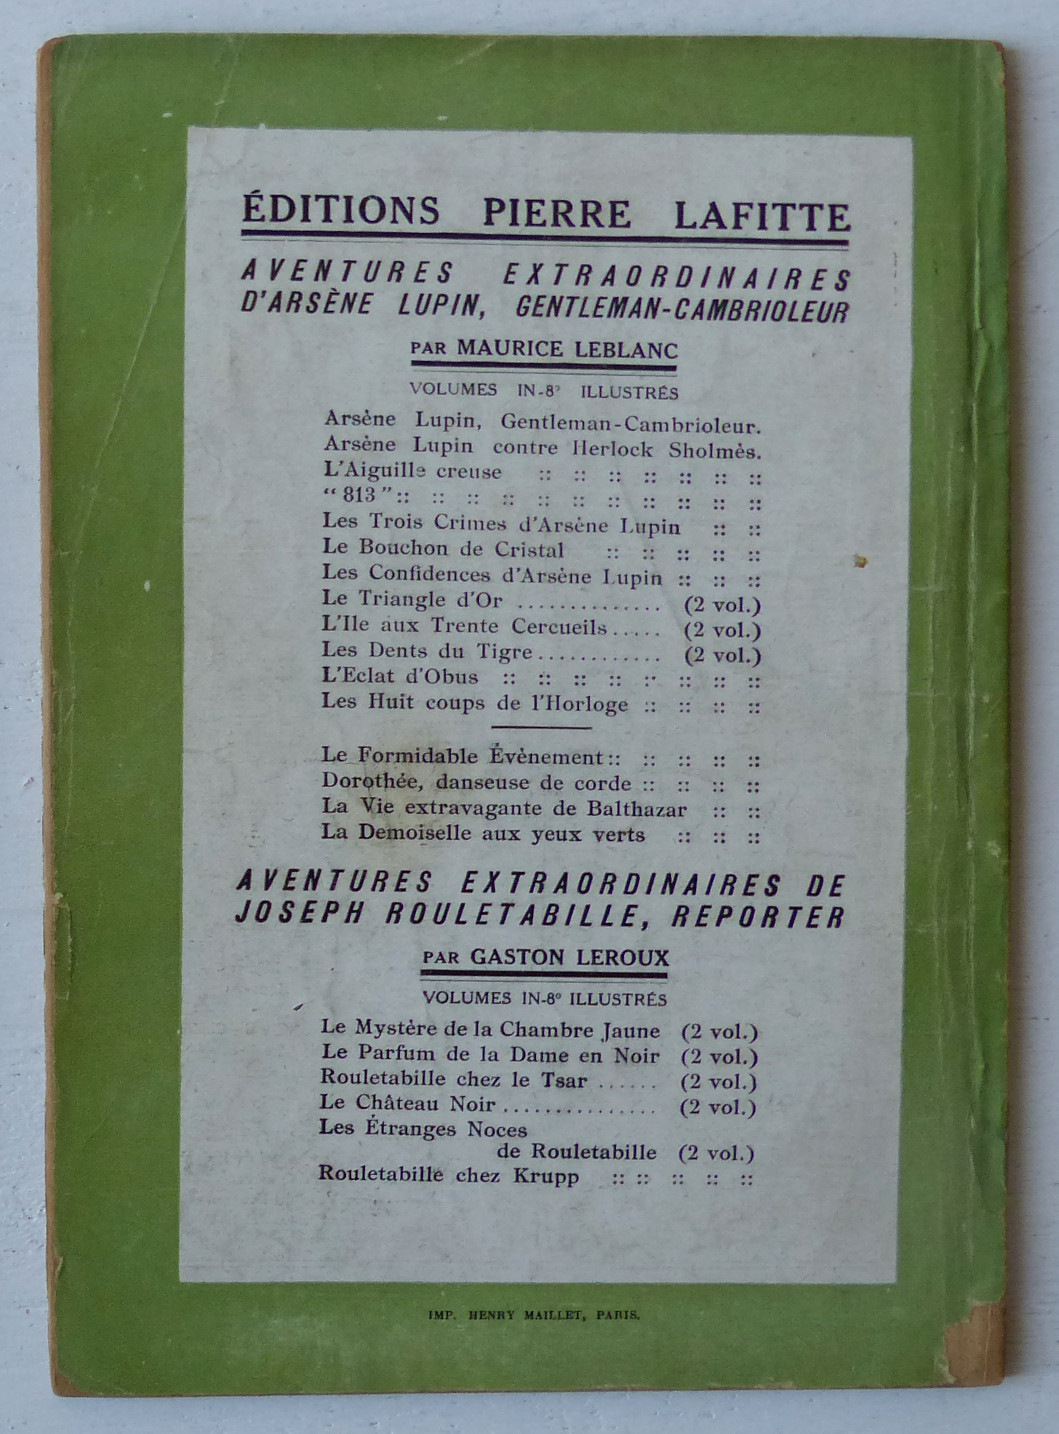 ÉDITIONS PIERRE LAFITTE
AVENTURES EXTRAORDINAIRES
D'ARSÈNE LUPIN, GENTLEMAN-CAMBRIOLEUR
PAR MAURICE LEBLANC
VOLUMES IN-8° ILLUSTRÉS
Arsène Lupin, Gentleman-Cambrioleur.
Arsène Lupin contre Herlock Sholmès.
L'Aiguille creuse :: :: :: :: :: :: ::
“ 813 ” :: :: :: :: :: :: :: :: :: :: ::
Les Trois Crimes d'Arsène Lupin :: ::
Le Bouchon de Cristal :: :: :: :: ::
Les Confidences d'Arsène Lupin :: :: ::
Le Triangle d'Or .............. (2 vol.)
L'Ile aux Trente Cercueils..... (2 vol.)
Les Dents du Tigre............ (2 vol.)
L'Eclat d'Obus :: :: :: :: :: :: :: ::
Les Huit coups de l'Horloge :: :: :: ::
Le Formidable Évènement :: :: :: :: ::
Dorothée, danseuse de corde :: :: :: ::
La Vie extravagante de Balthazar :: ::
La Demoiselle aux yeux verts :: :: ::
AVENTURES EXTRAORDINAIRES DE
JOSEPH ROULETABILLE, REPORTER
PAR GASTON LEROUX
VOLUMES IN-8° ILLUSTRÉS
Le Mystère de la Chambre Jaune (2 vol.)
Le Parfum de la Dame en Noir (2 vol.)
Rouletabille chez le Tsar ...... (2 vol.)
Le Château Noir ............... (2 vol.)
Les Étranges Noces
de Rouletabille (2 vol.)
Rouletabille chez Krupp :: :: :: :: ::
IMP. HENRY MAILLET, PARIS.